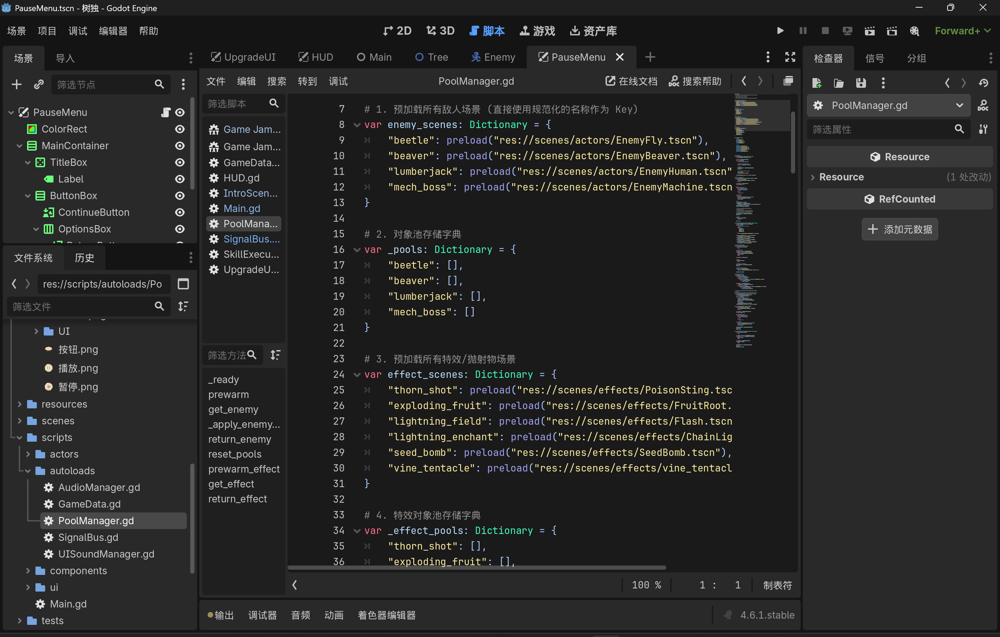 PauseMenu.tscn - 树独 - Godot Engine
场景 项目 调试 编辑器 帮助
2D 3D 脚本 游戏 资产库
Forward+
场景 导入
筛选节点
PauseMenu
ColorRect
MainContainer
TitleBox
Label
ButtonBox
ContinueButton
OptionsBox
文件系统 历史
res://scripts/autoloads/Po
筛选文件
UI
按钮.png
播放.png
暂停.png
resources
scenes
scripts
actors
autoloads
AudioManager.gd
GameData.gd
PoolManager.gd
SignalBus.gd
UISoundManager.gd
components
ui
Main.gd
tests
UpgradeUI HUD Main Tree Enemy PauseMenu
文件 编辑 搜索 转到 调试
PoolManager.gd
在线文档 搜索帮助
筛选脚本
Game Jam...
Game Jam...
GameData...
HUD.gd
IntroScen...
Main.gd
PoolMana...
SignalBus....
SkillExecu...
UpgradeU...
筛选方法
_ready
prewarm
get_enemy
_apply_enemy...
return_enemy
reset_pools
prewarm_effect
get_effect
return_effect
7 # 1. 预加载所有敌人场景 (直接使用规范化的名称作为 Key)
8 var enemy_scenes: Dictionary = {
9 "beetle": preload("res://scenes/actors/EnemyFly.tscn"),
10 "beaver": preload("res://scenes/actors/EnemyBeaver.tscn"),
11 "lumberjack": preload("res://scenes/actors/EnemyHuman.tscn"
12 "mech_boss": preload("res://scenes/actors/EnemyMachine.tscn
13 }
14
15 # 2. 对象池存储字典
16 var _pools: Dictionary = {
17 "beetle": [],
18 "beaver": [],
19 "lumberjack": [],
20 "mech_boss": []
21 }
22
23 # 3. 预加载所有特效/抛射物场景
24 var effect_scenes: Dictionary = {
25 "thorn_shot": preload("res://scenes/effects/PoisonSting.tsc
26 "exploding_fruit": preload("res://scenes/effects/FruitRoot.
27 "lightning_field": preload("res://scenes/effects/Flash.tscn
28 "lightning_enchant": preload("res://scenes/effects/ChainLig
29 "seed_bomb": preload("res://scenes/effects/SeedBomb.tscn"),
30 "vine_tentacle": preload("res://scenes/effects/vine_tentacl
31 }
32
33 # 4. 特效对象池存储字典
34 var _effect_pools: Dictionary = {
35 "thorn_shot": [],
36 "exploding_fruit": [],
100 % 1 : 1 制表符
输出 调试器 音频 动画 着色器编辑器
4.6.1.stable
检查器 信号 分组
PoolManager.gd
筛选属性
Resource
Resource (1 处改动)
RefCounted
添加元数据